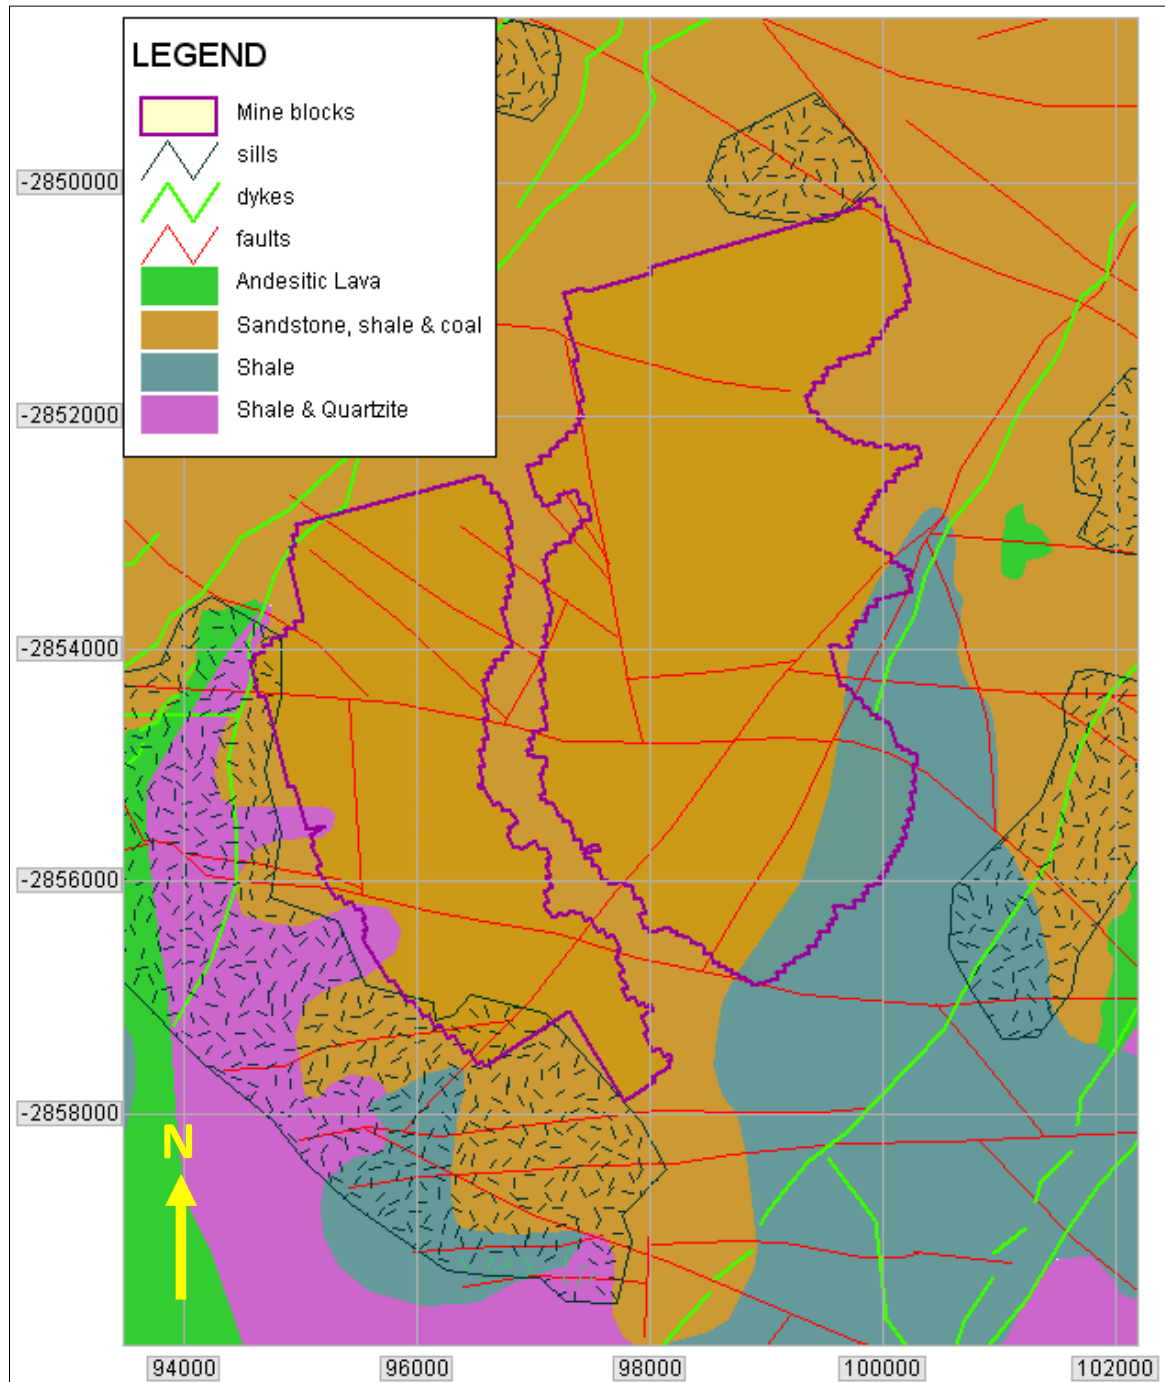 LEGEND
Mine blocks
sills
dykes
faults
Andesitic Lava
Sandstone, shale & coal
Shale
Shale & Quartzite
-2850000
-2852000
-2854000
-2856000
-2858000
N
94000 96000 98000 100000 102000